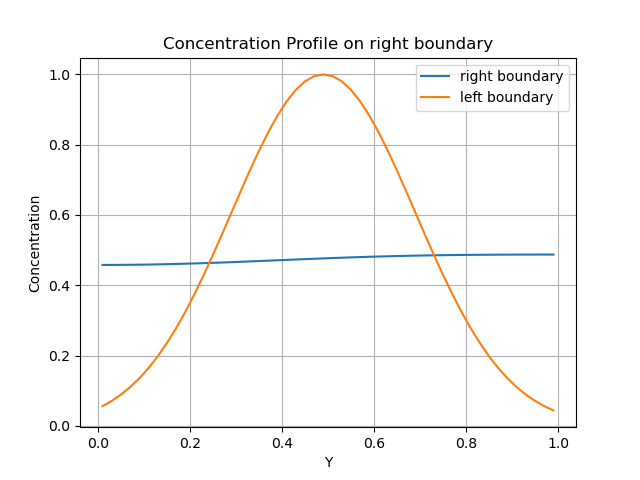 Concentration Profile on right boundary
right boundary
left boundary
Concentration
1.0
0.8
0.6
0.4
0.2
0.0
0.0 0.2 0.4 0.6 0.8 1.0
Y